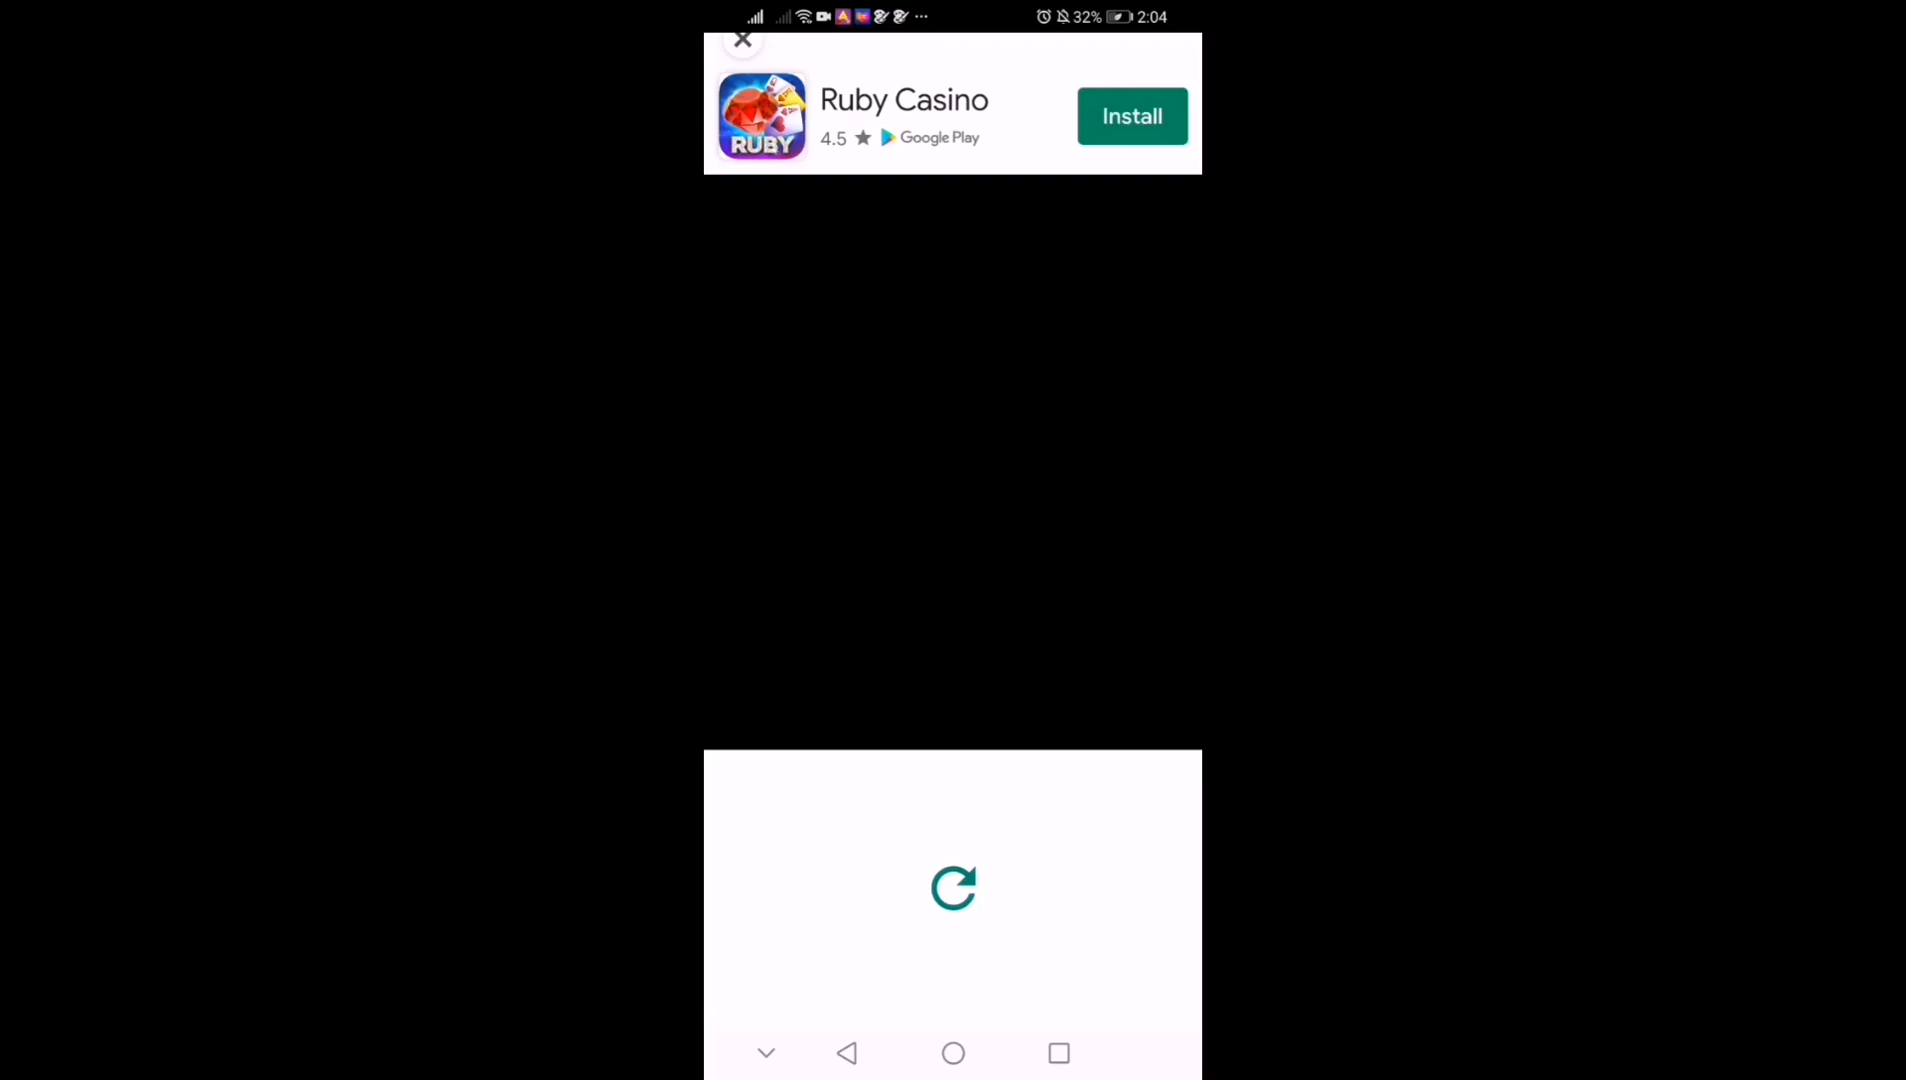 32% 2:04
Ruby Casino
Install
4.5 ★ Google Play
RUBY